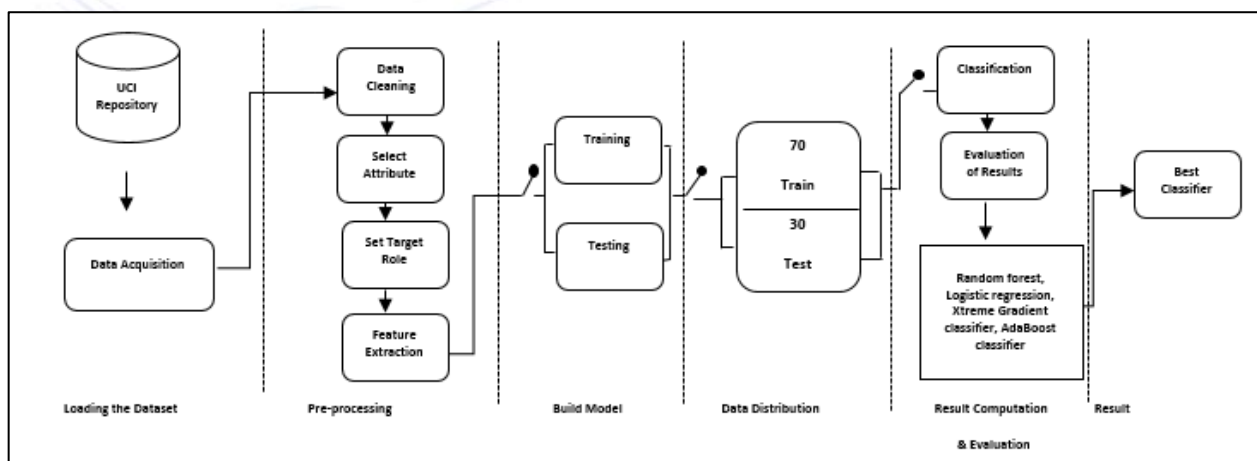 UCI
Repository
Data Acquisition
Loading the Dataset
Data
Cleaning
Select
Attribute
Set Target
Role
Feature
Extraction
Pre-processing
Training
Testing
Build Model
70
Train
30
Test
Data Distribution
Classification
Evaluation
of Results
Random forest,
Logistic regression,
Xtreme Gradient
classifier, AdaBoost
classifier
Result Computation
& Evaluation
Best
Classifier
Result